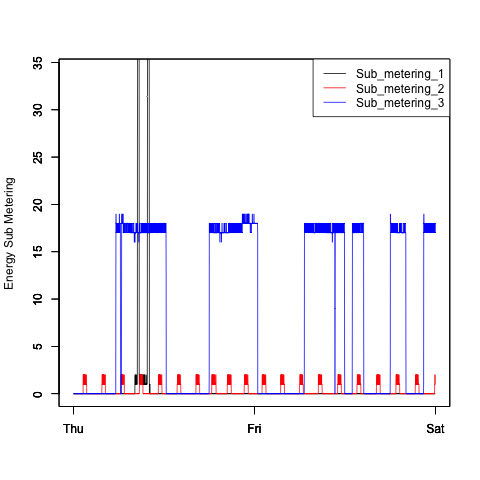 Sub_metering_1
Sub_metering_2
Sub_metering_3
Energy Sub Metering
35
30
25
20
15
10
5
0
Thu Fri Sat